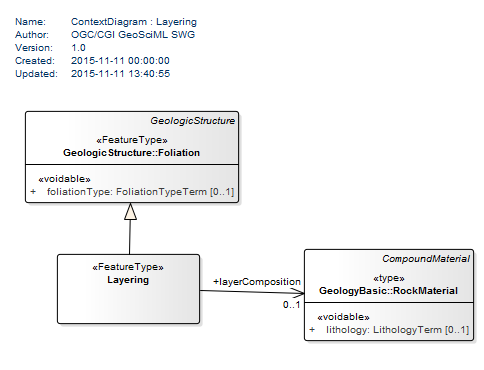 Name: ContextDiagram : Layering
Author: OGC/CGI GeoSciML SWG
Version: 1.0
Created: 2015-11-11 00:00:00
Updated: 2015-11-11 13:40:55
GeologicStructure
«FeatureType»
GeologicStructure::Foliation
«voidable»
+ foliationType: FoliationTypeTerm [0..1]
«FeatureType»
Layering
+layerComposition
0..1
CompoundMaterial
«type»
GeologyBasic::RockMaterial
«voidable»
+ lithology: LithologyTerm [0..1]